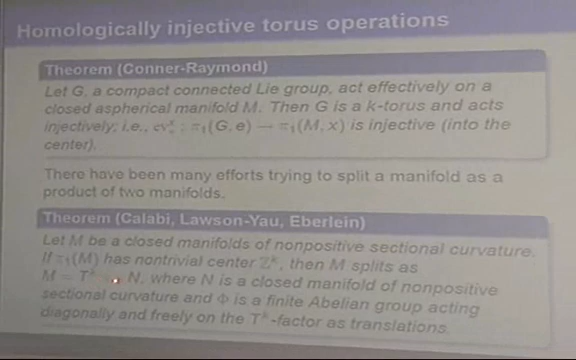 Homologically injective torus operations
Theorem (Conner-Raymond)
Let G, a compact connected Lie group, act effectively on a
closed aspherical manifold M. Then G is a k-torus and acts
injectively; i.e., ev : π₁(G, e) → π₁(M, x) is injective (into the
center).
There have been many efforts trying to split a manifold as a
product of two manifolds.
Theorem (Calabi, Lawson-Yau, Eberlein)
Let M be a closed manifolds of nonpositive sectional curvature.
If π₁(M) has nontrivial center ℤᵏ, then M splits as
M = Tᵏ N, where N is a closed manifold of nonpositive
sectional curvature and Φ is a finite Abelian group acting
diagonally and freely on the Tᵏ-factor as translations.